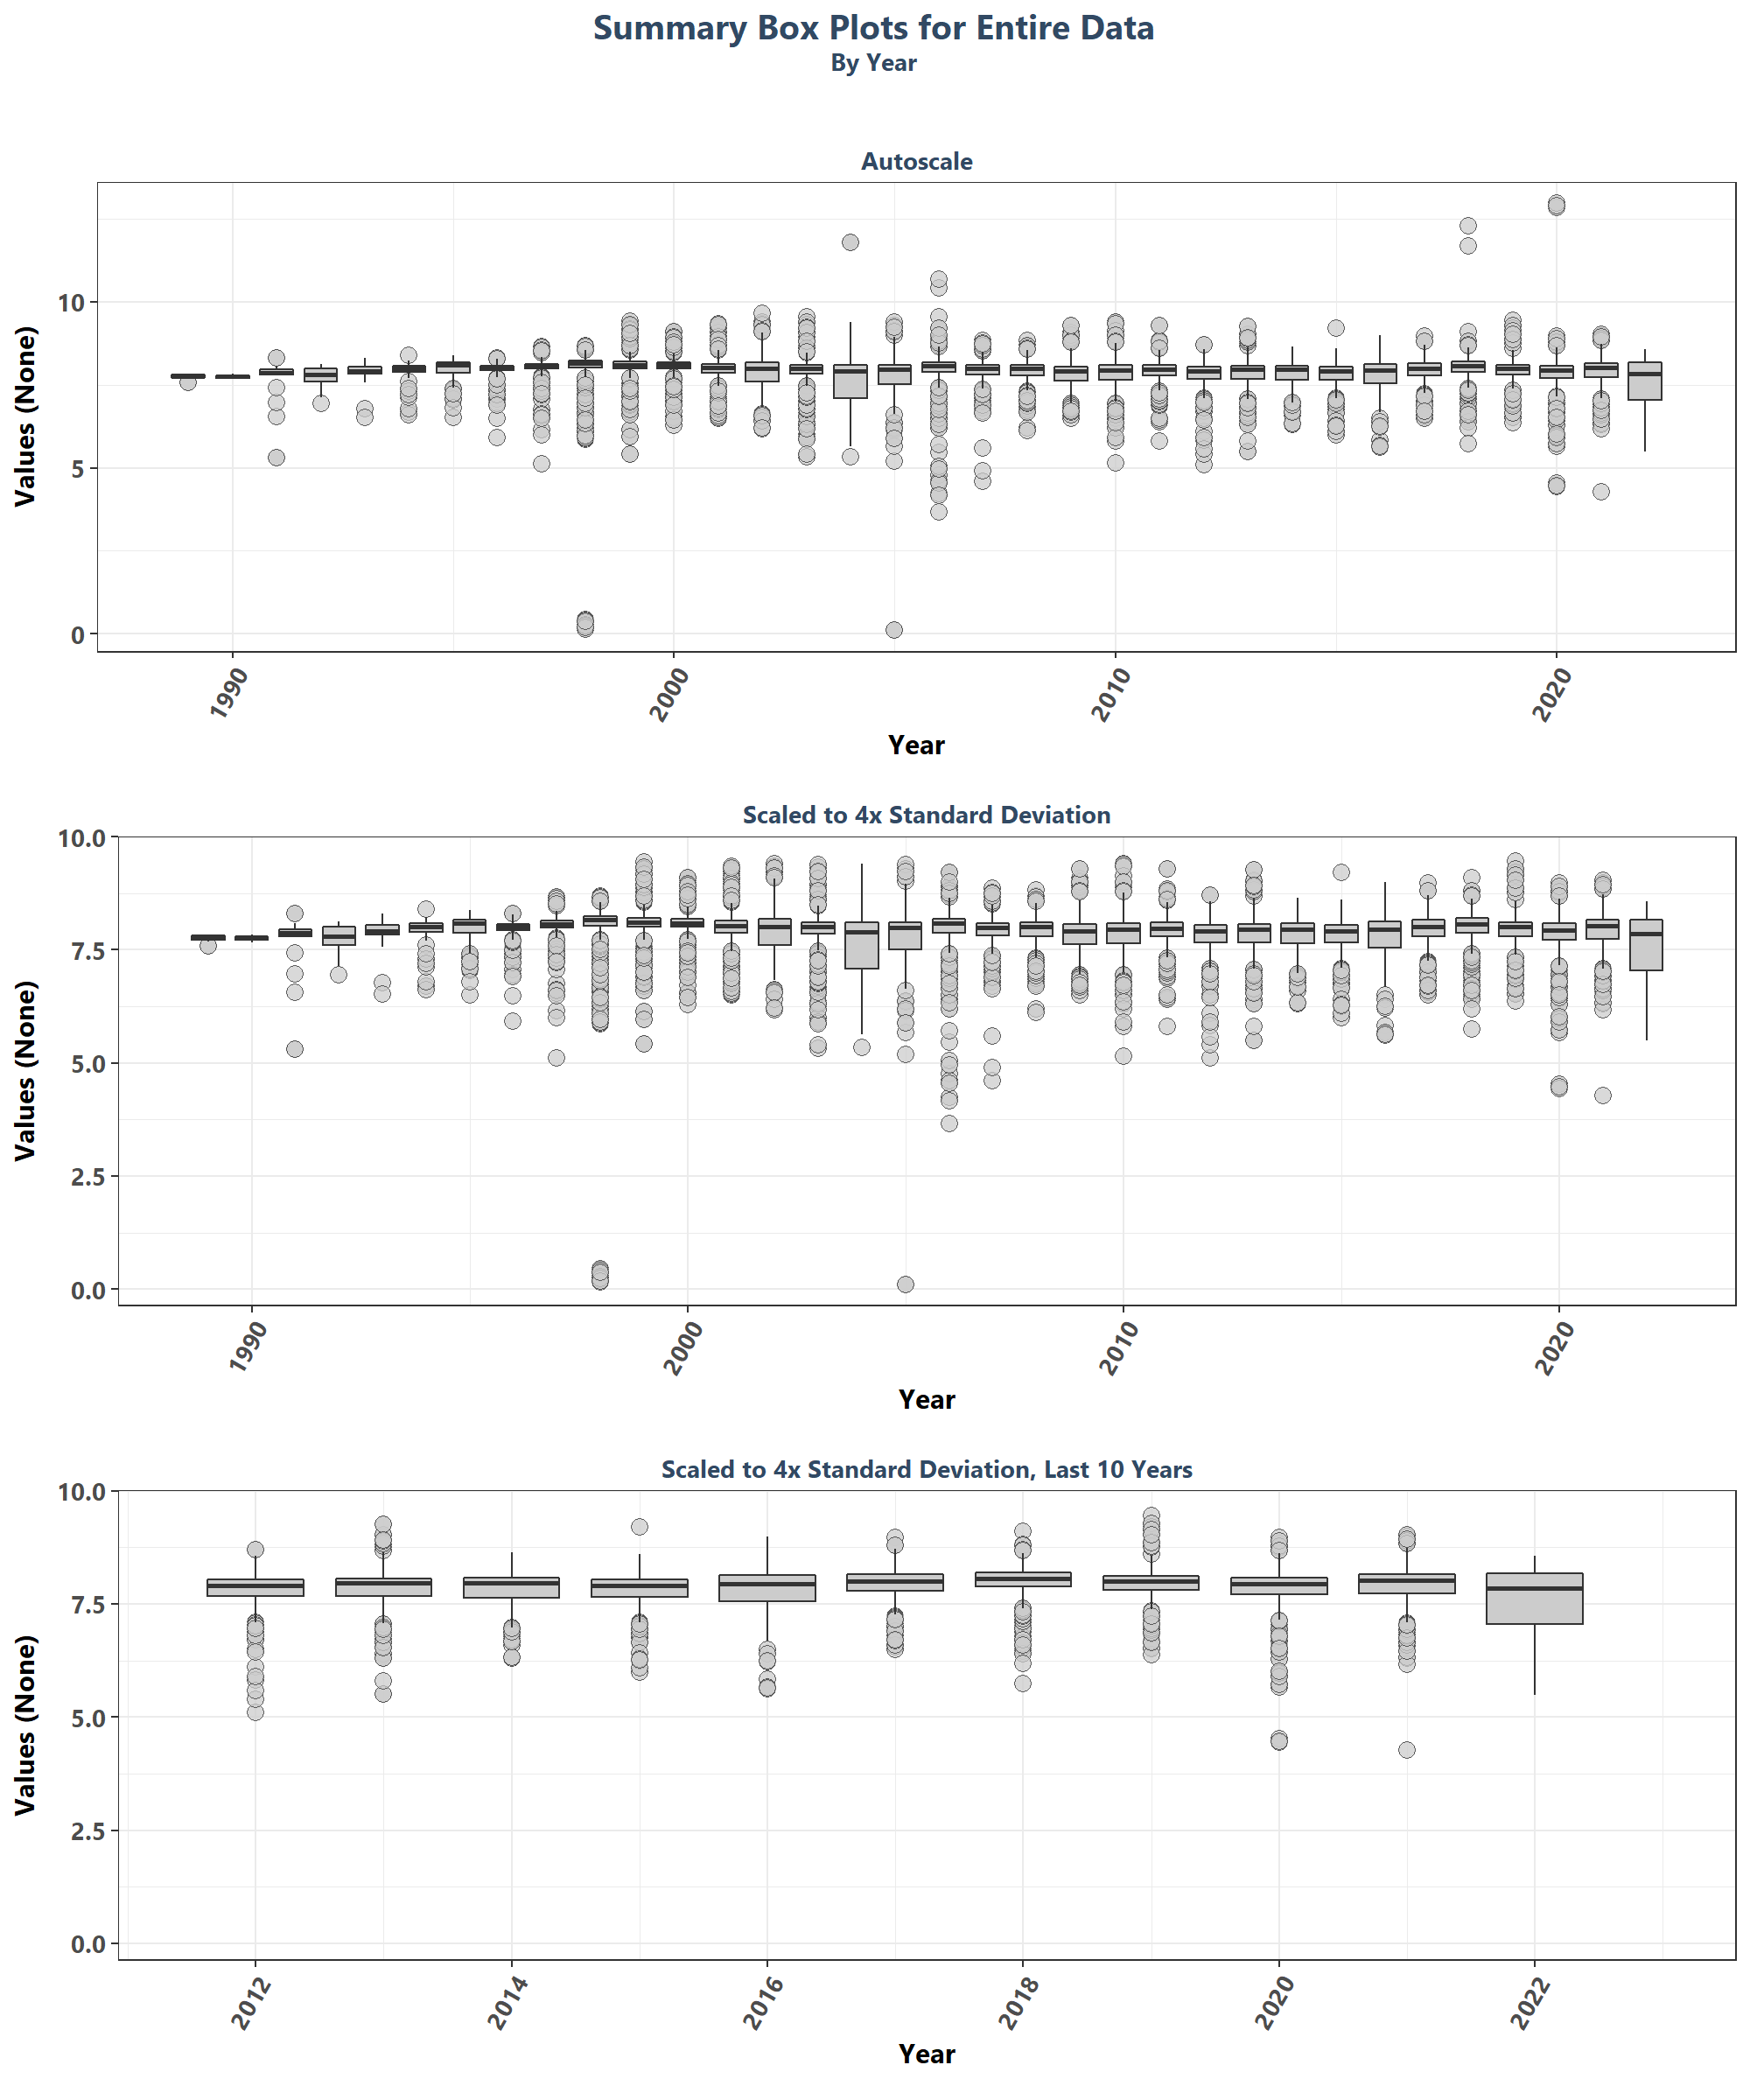 Summary Box Plots for Entire Data
By Year
Autoscale
Values (None)
10
5
0
1990
2000
2010
2020
Year
Scaled to 4x Standard Deviation
Values (None)
10.0
7.5
5.0
2.5
0.0
1990
2000
2010
2020
Year
Scaled to 4x Standard Deviation, Last 10 Years
Values (None)
10.0
7.5
5.0
2.5
0.0
2012
2014
2016
2018
2020
2022
Year